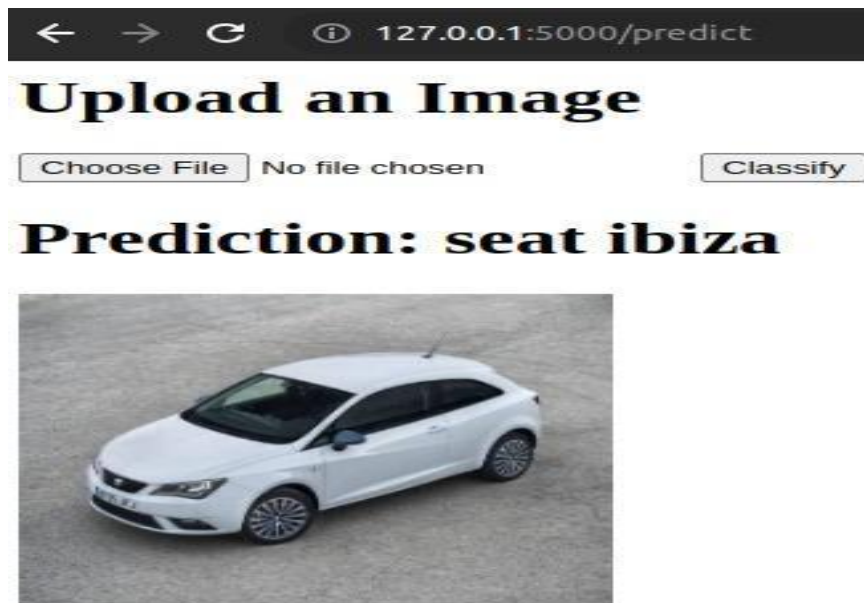 127.0.0.1:5000/predict
Upload an Image
Choose File No file chosen Classify
Prediction: seat ibiza